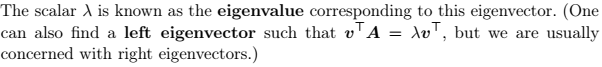 The scalar λ is known as the eigenvalue corresponding to this eigenvector. (One
can also find a left eigenvector such that v⊤A = λv⊤, but we are usually
concerned with right eigenvectors.)